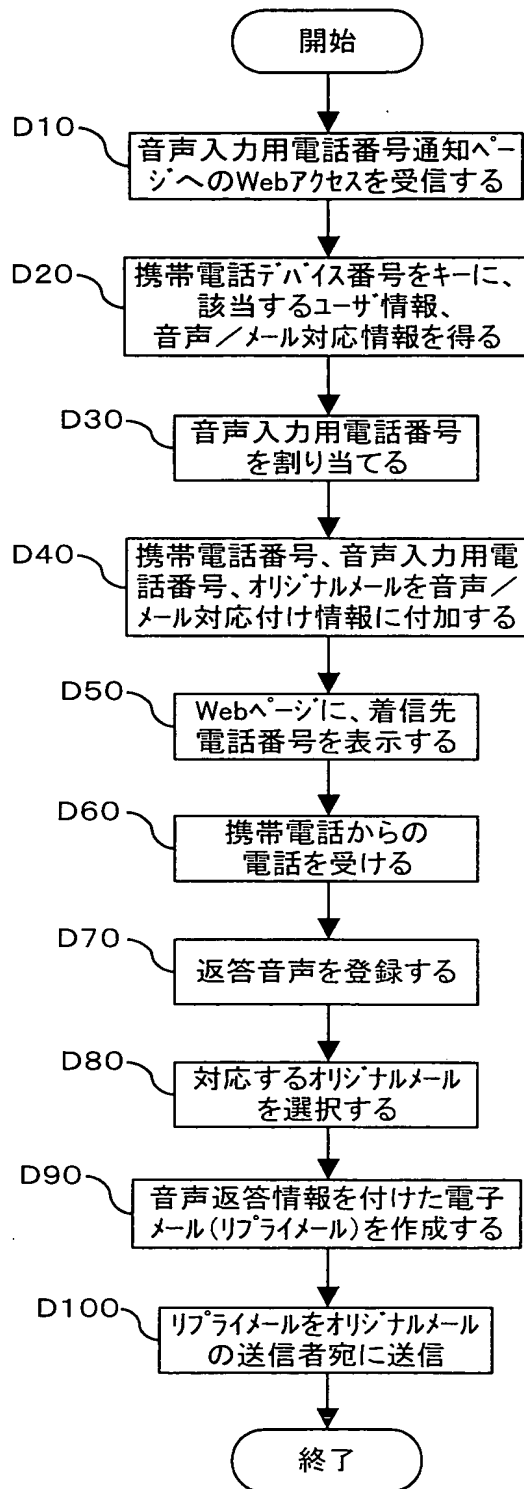 開始
D10
音声入力用電話番号通知ペー
ジへのWebアクセスを受信する
D20
携帯電話デバイス番号をキーに、
該当するユーザ情報、
音声／メール対応情報を得る
D30
音声入力用電話番号
を割り当てる
D40
携帯電話番号、音声入力用電
話番号、オリジナルメールを音声／
メール対応付け情報に付加する
D50
Webページに、着信先
電話番号を表示する
D60
携帯電話からの
電話を受ける
D70
返答音声を登録する
D80
対応するオリジナルメール
を選択する
D90
音声返答情報を付けた電子
メール（リプライメール）を作成する
D100
リプライメールをオリジナルメール
の送信者宛に送信
終了